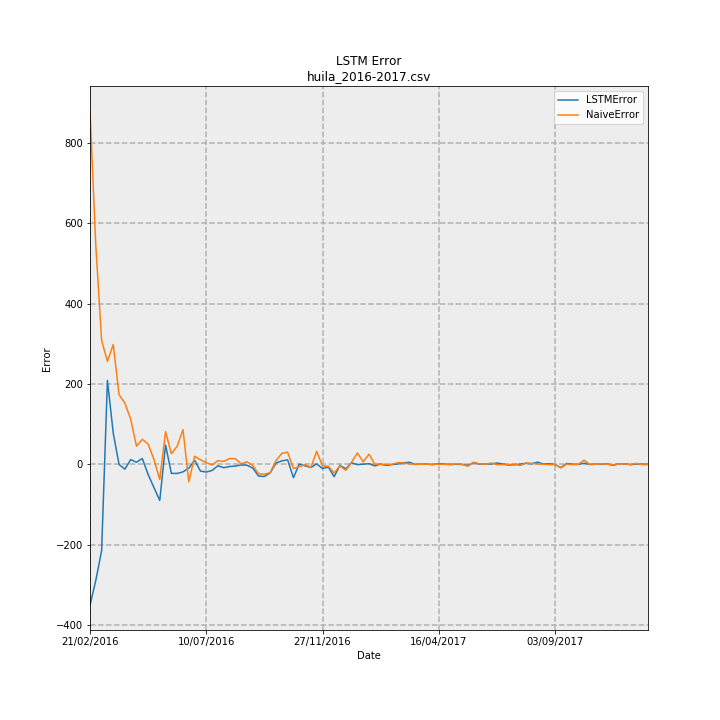 LSTM Error
huila_2016-2017.csv
LSTMError
NaiveError
800
600
400
200
0
−200
−400
Error
21/02/2016
10/07/2016
27/11/2016
16/04/2017
03/09/2017
Date